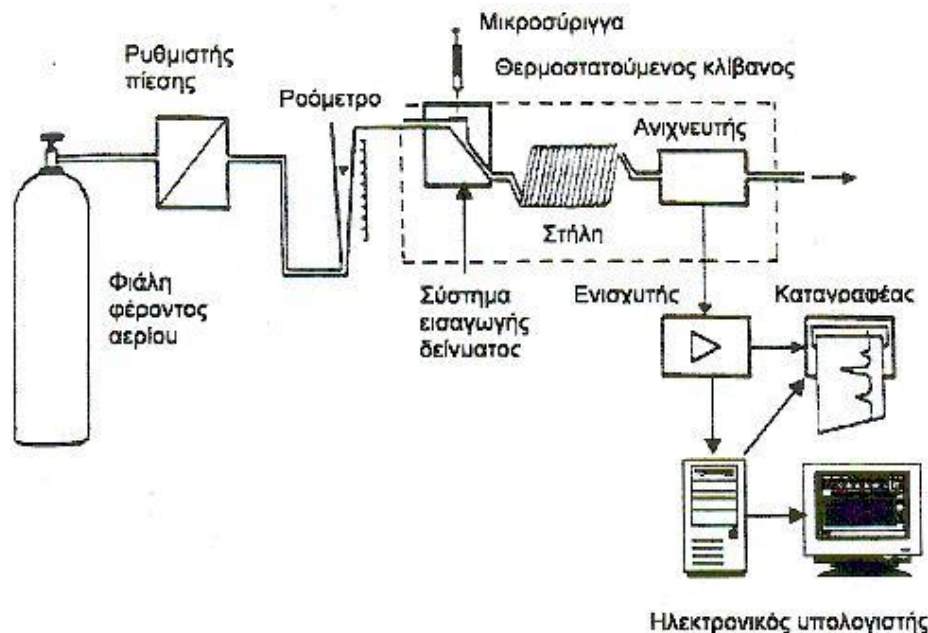 Μικροσύριγγα
Ρυθμιστής
πίεσης
Θερμοστατούμενος κλίβανος
Ροόμετρο
Ανιχνευτής
Στήλη
Φιάλη
φέροντος
αερίου
Σύστημα
εισαγωγής
δείγματος
Ενισχυτής
Καταγραφέας
Ηλεκτρονικός υπολογιστής